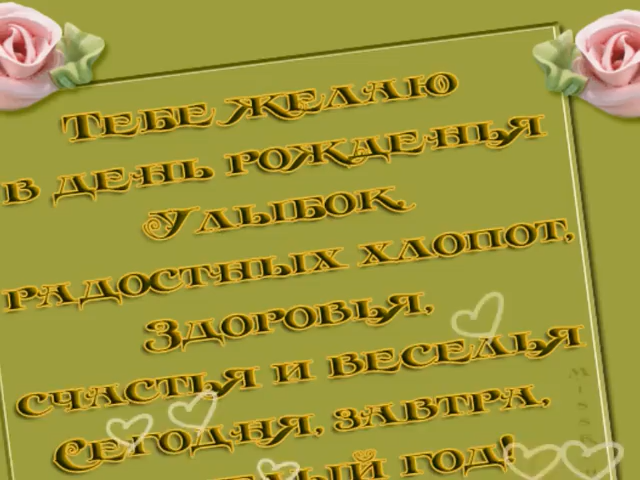 Тебе желаю
в день рожденья
Улыбок,
радостных хлопот,
Здоровья,
счастья и веселья
Сегодня, завтра,
год!